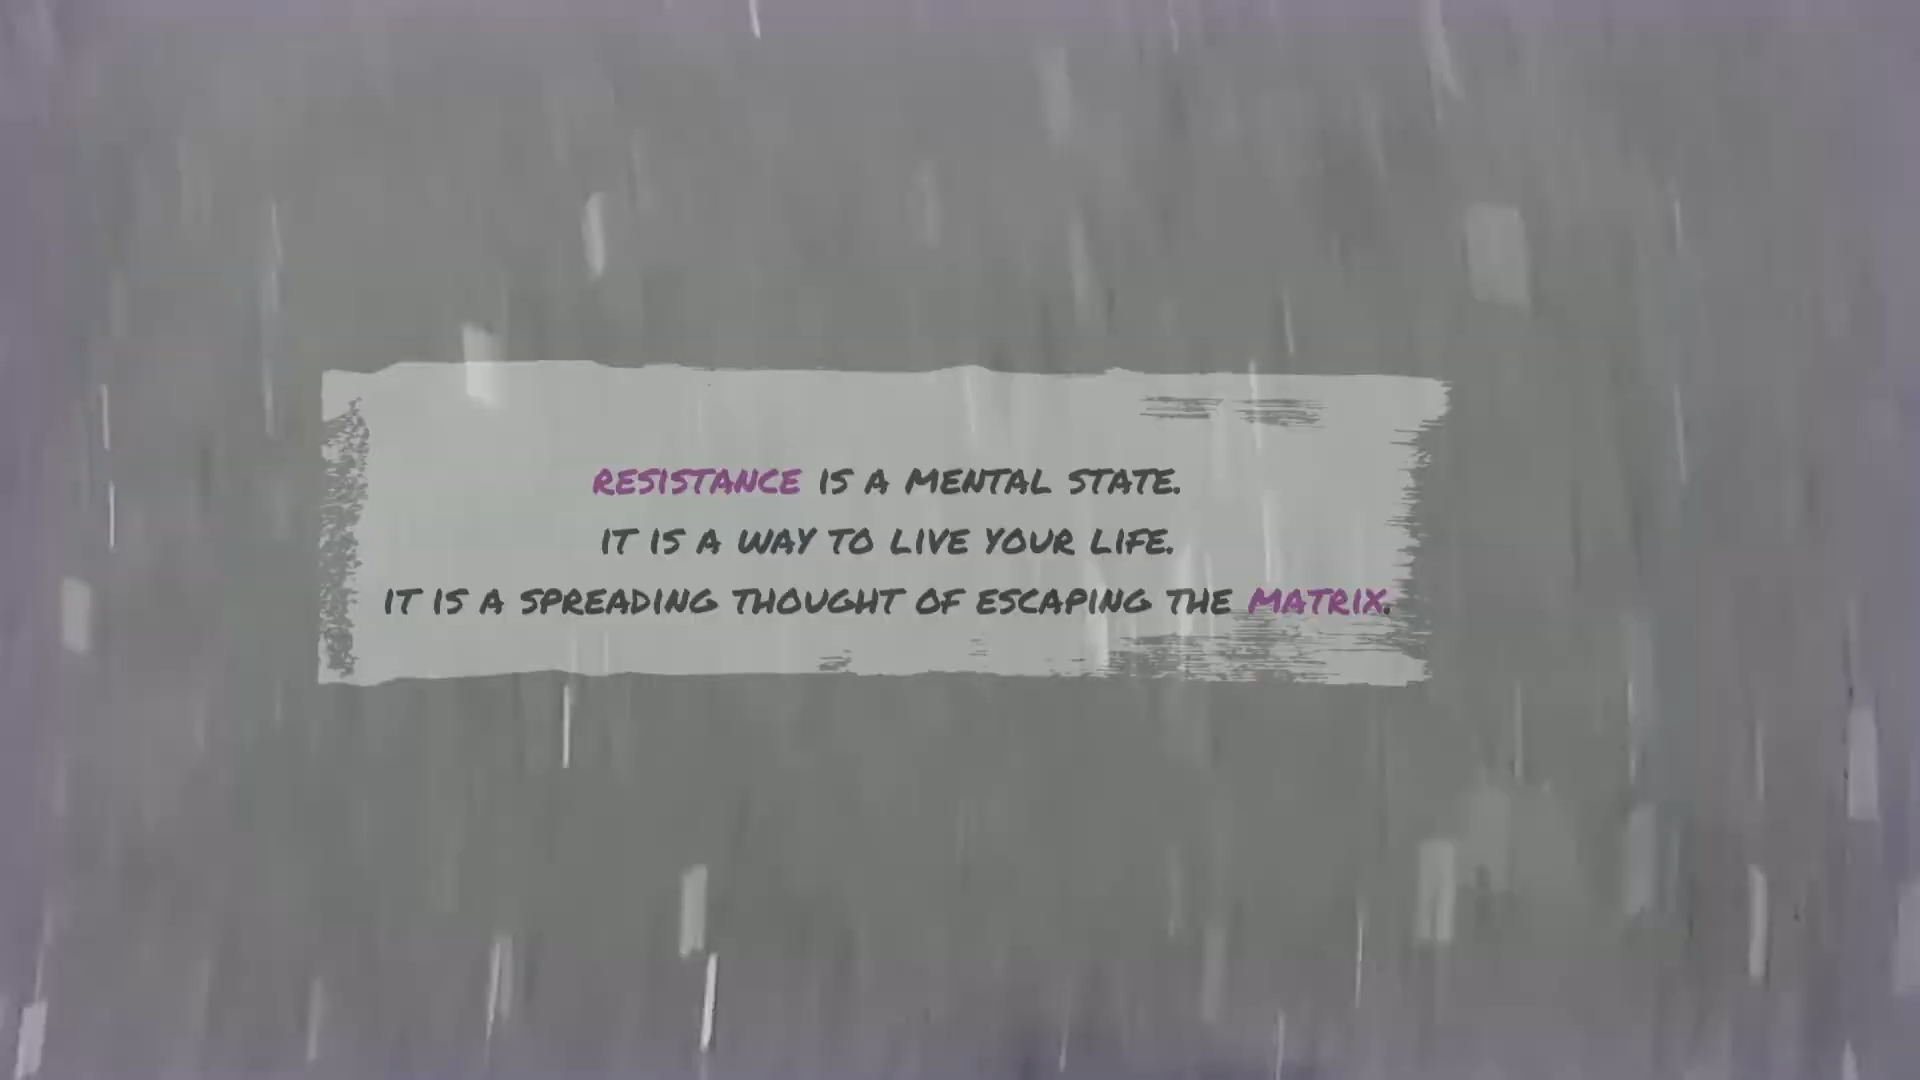 RESISTANCE IS A MENTAL STATE.
IT IS A WAY TO LIVE YOUR LIFE.
IT IS A SPREADING THOUGHT OF ESCAPING THE MATRIX.